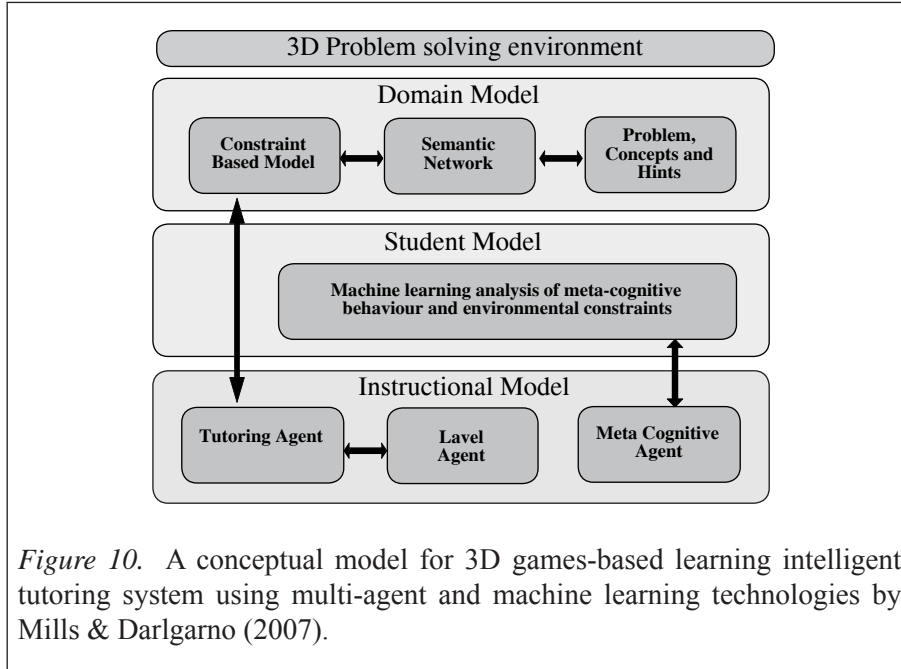 3D Problem solving environment
Domain Model
Constraint
Based Model
Semantic
Network
Problem,
Concepts and
Hints
Student Model
Machine learning analysis of meta-cognitive
behaviour and environmental constraints
Instructional Model
Tutoring Agent
Lavel
Agent
Meta Cognitive
Agent
Figure 10. A conceptual model for 3D games-based learning intelligent
tutoring system using multi-agent and machine learning technologies by
Mills & Darlgarno (2007).